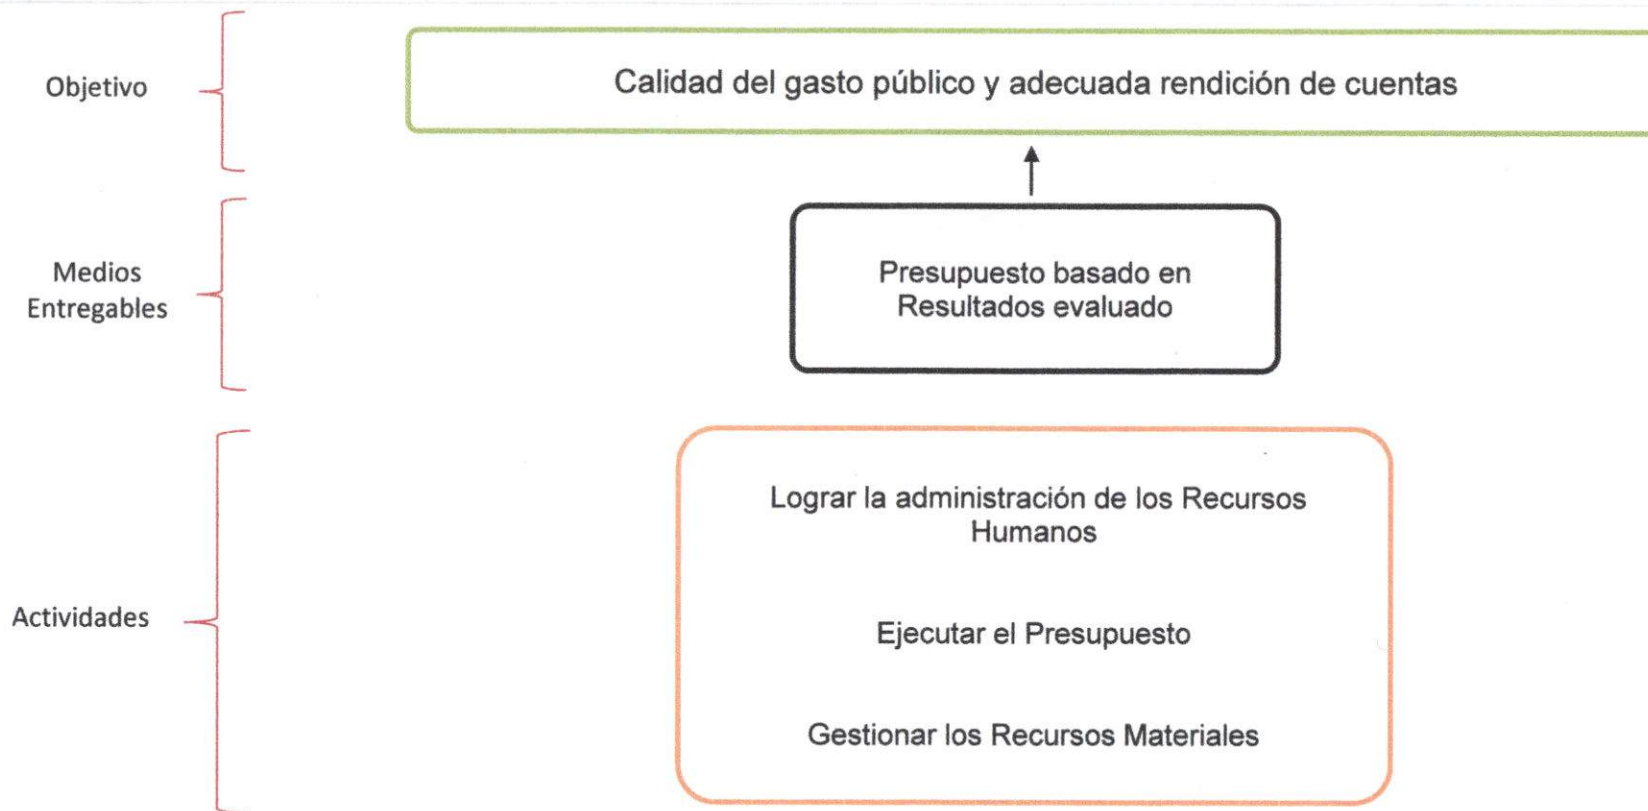 Objetivo
Calidad del gasto público y adecuada rendición de cuentas
Medios
Entregables
Presupuesto basado en
Resultados evaluado
Actividades
Lograr la administración de los Recursos
Humanos
Ejecutar el Presupuesto
Gestionar los Recursos Materiales